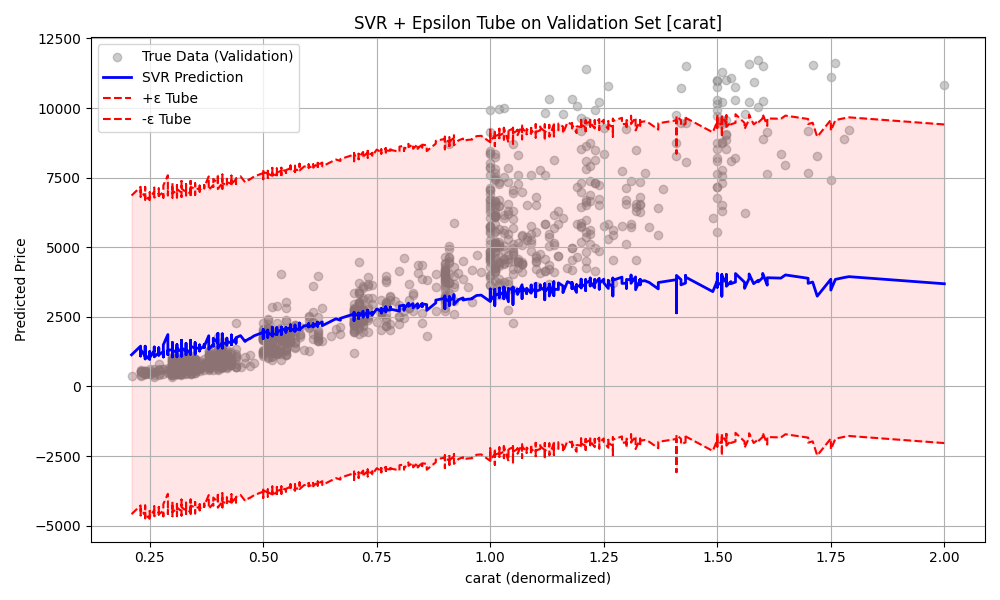 SVR + Epsilon Tube on Validation Set [carat]
True Data (Validation)
SVR Prediction
+ε Tube
-ε Tube
12500
10000
7500
5000
2500
0
−2500
−5000
Predicted Price
0.25 0.50 0.75 1.00 1.25 1.50 1.75 2.00
carat (denormalized)